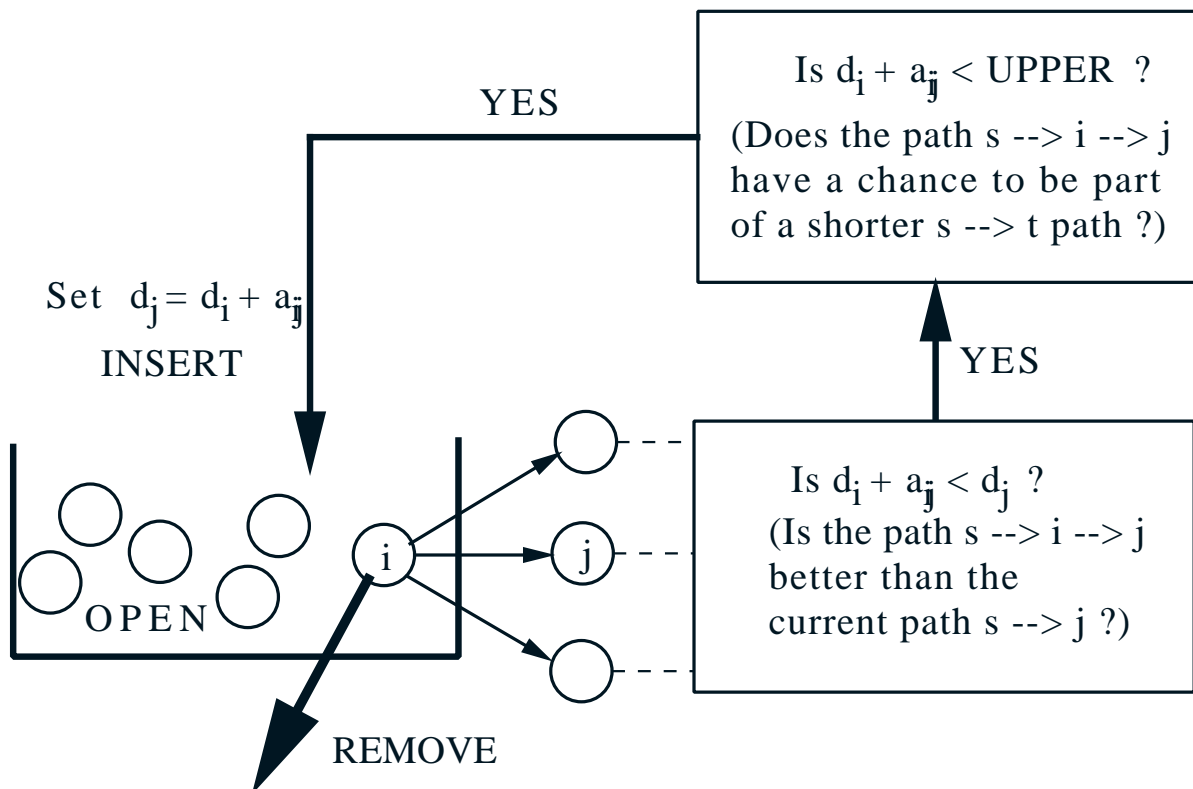 Is d_i + a_ij < UPPER ?
(Does the path s --> i --> j
have a chance to be part
of a shorter s --> t path ?)
YES
Set d_j = d_i + a_ij
INSERT
YES
Is d_i + a_ij < d_j ?
(Is the path s --> i --> j
better than the
current path s --> j ?)
i
j
OPEN
REMOVE